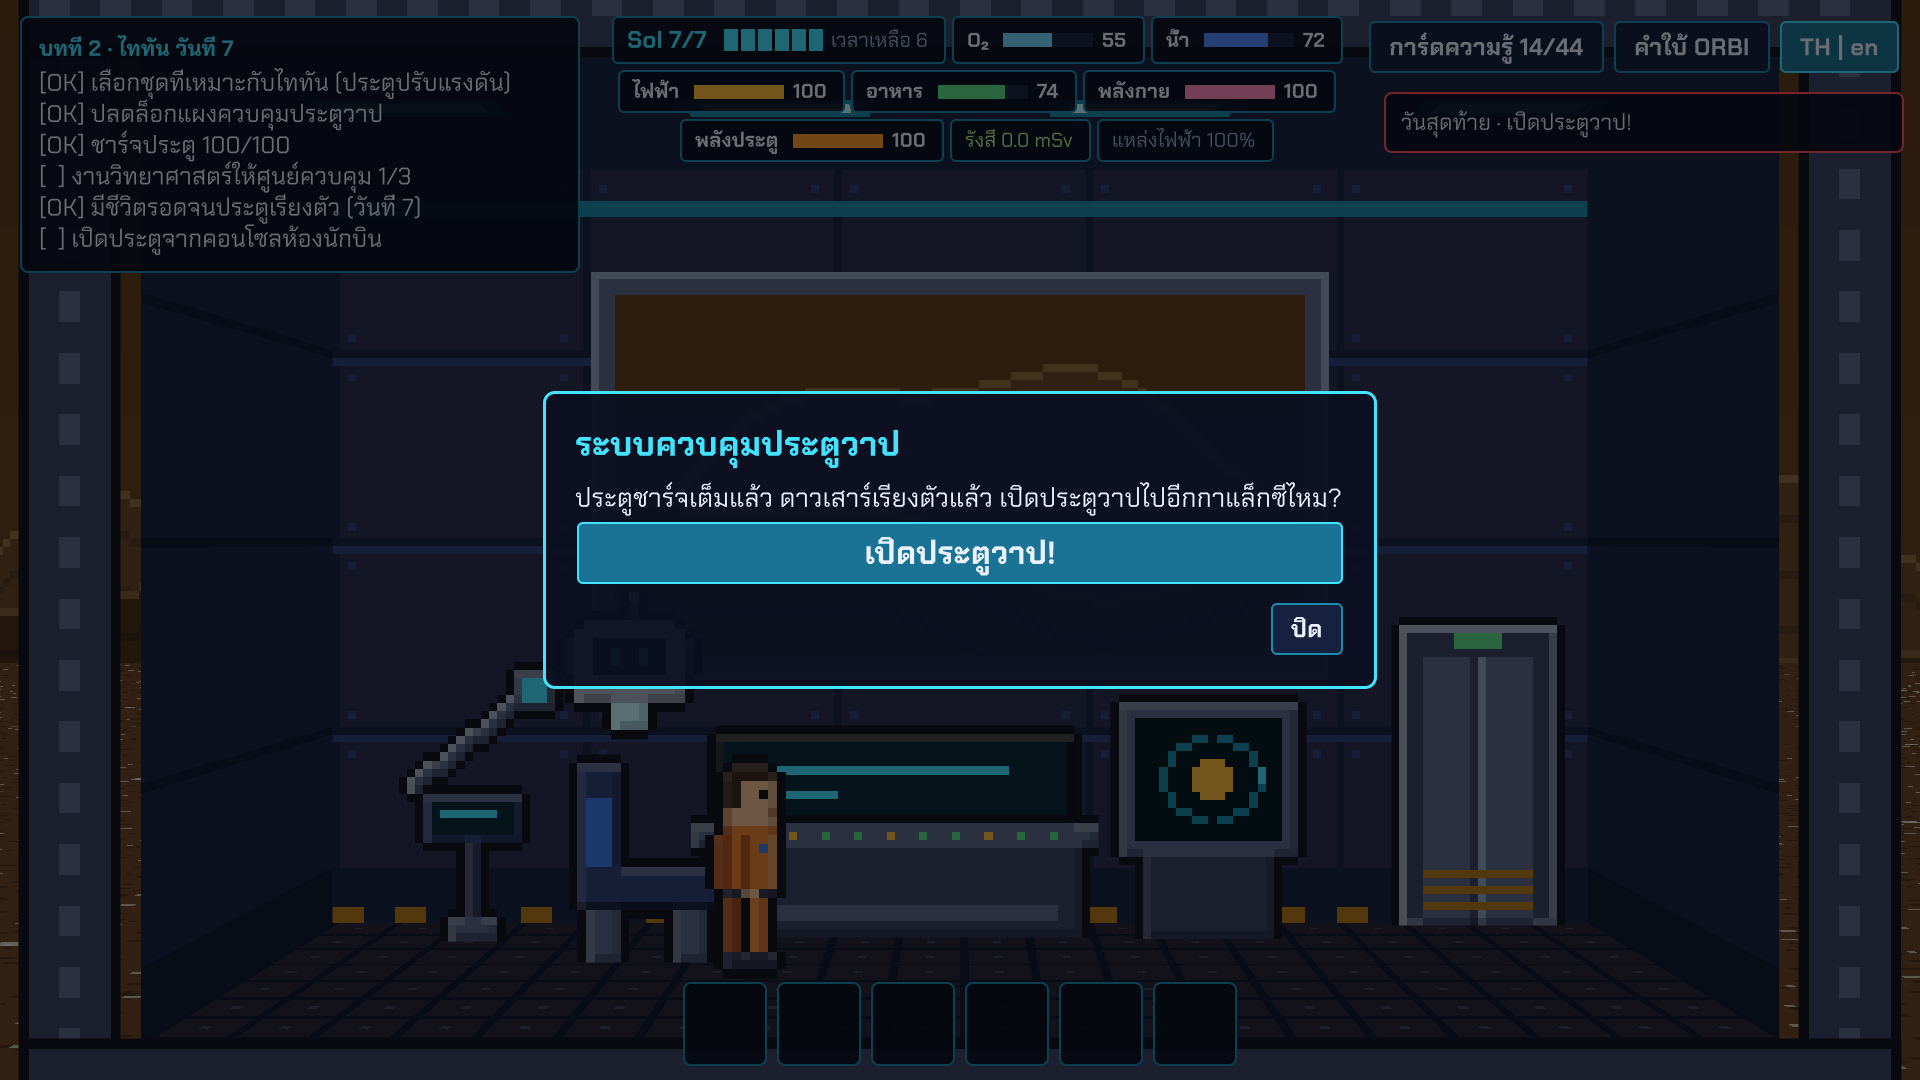 บทที่ 2 · ไททัน วันที่ 7
[OK] เลือกชุดที่เหมาะกับไททัน (ประตูปรับแรงดัน)
[OK] ปลดล็อกแผงควบคุมประตูวาป
[OK] ชาร์จประตู 100/100
[ ] งานวิทยาศาสตร์ให้ศูนย์ควบคุม 1/3
[OK] มีชีวิตรอดจนประตูเรียงตัว (วันที่ 7)
[ ] เปิดประตูจากคอนโซลห้องนักบิน
Sol 7/7 เวลาเหลือ 6
O₂ 55
น้ำ 72
ไฟฟ้า 100
อาหาร 74
พลังกาย 100
พลังประตู 100
รังสี 0.0 mSv
แหล่งไฟฟ้า 100%
การ์ดความรู้ 14/44
คำใบ้ ORBI
TH | en
วันสุดท้าย · เปิดประตูวาป!
ระบบควบคุมประตูวาป
ประตูชาร์จเต็มแล้ว ดาวเสาร์เรียงตัวแล้ว เปิดประตูวาปไปอีกกาแล็กซีไหม?
เปิดประตูวาป!
ปิด